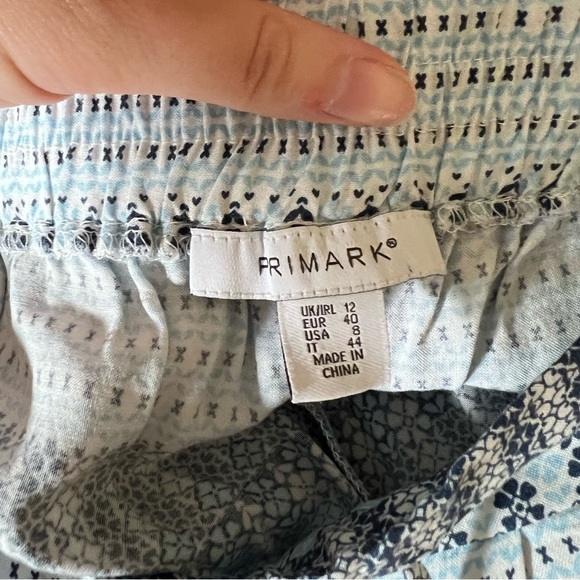 PRIMARK®
UK/IRL 12
EUR 40
USA 8
IT 44
MADE IN
CHINA